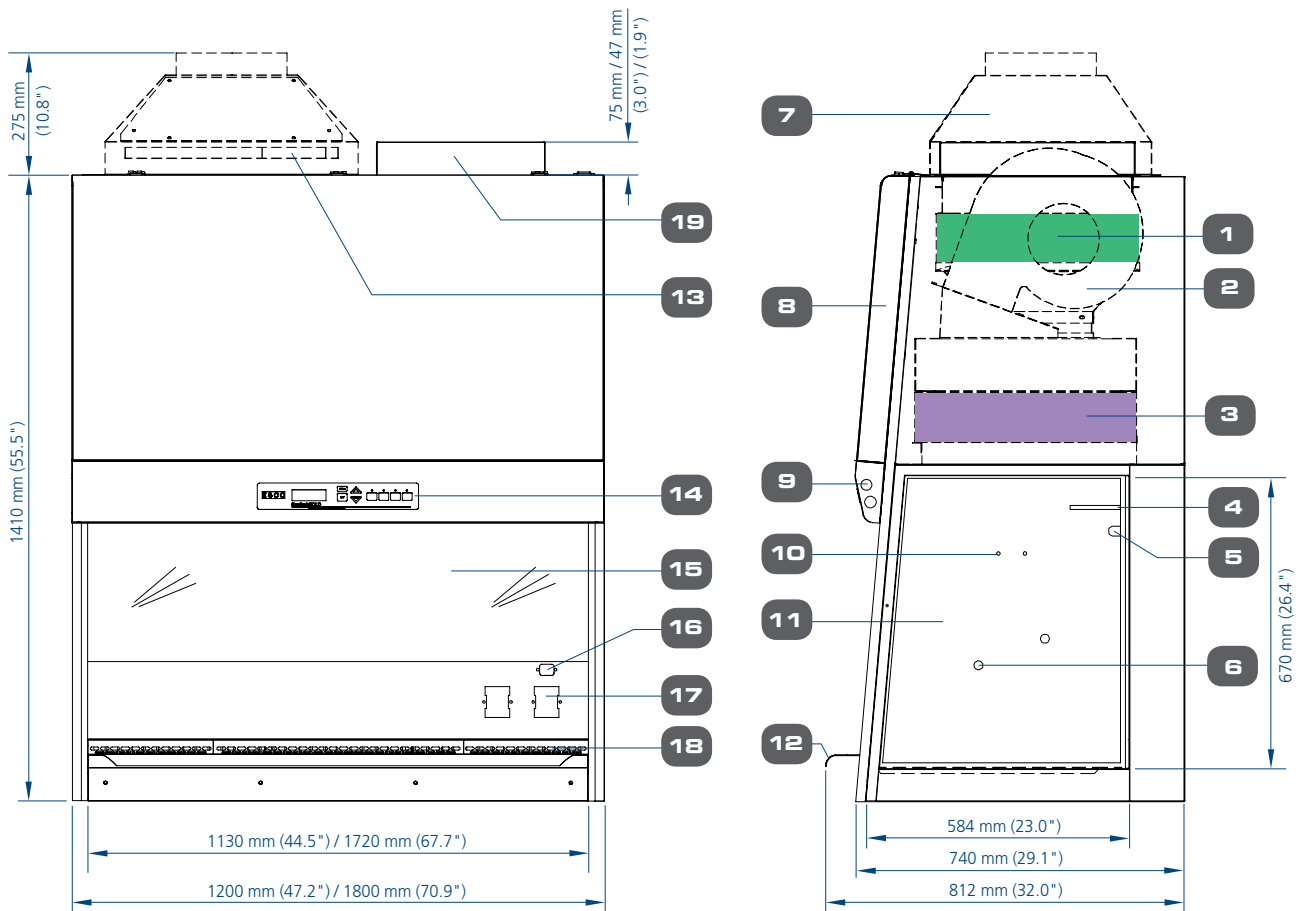 275 mm
(10.8")
75 mm / 47 mm
(3.0") / (1.9")
7
19
1
13
2
8
1410 mm (55.5")
3
ESCO
14
9
4
10
5
15
11
16
6
670 mm (26.4")
17
18
12
1130 mm (44.5") / 1720 mm (67.7")
584 mm (23.0")
740 mm (29.1")
1200 mm (47.2") / 1800 mm (70.9")
812 mm (32.0")